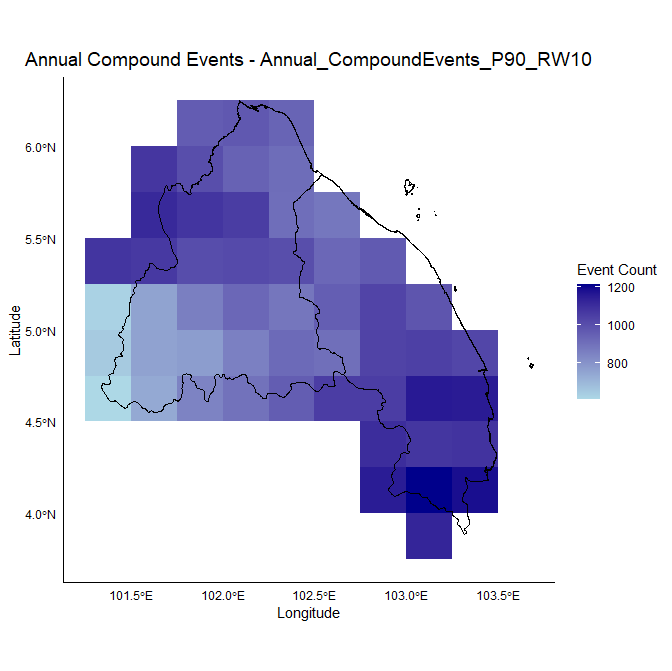 Annual Compound Events - Annual_CompoundEvents_P90_RW10
6.0°N
5.5°N
5.0°N
4.5°N
4.0°N
Latitude
101.5°E 102.0°E 102.5°E 103.0°E 103.5°E
Longitude
Event Count
1200
1000
800